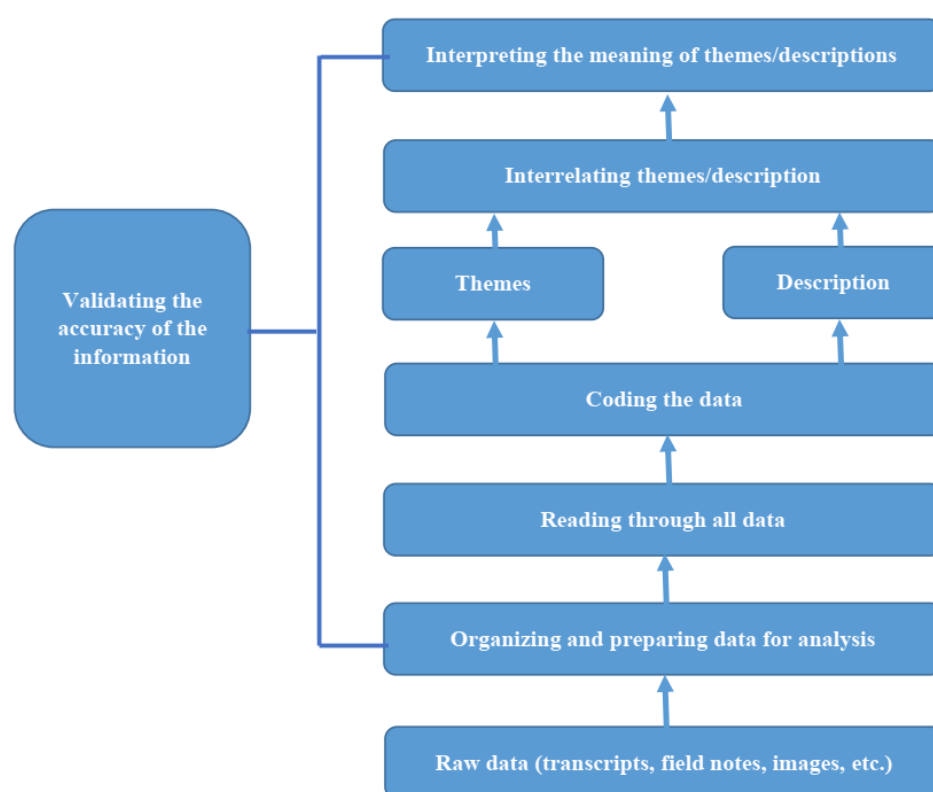 Interpreting the meaning of themes/descriptions
Interrelating themes/description
Themes
Description
Validating the
accuracy of the
information
Coding the data
Reading through all data
Organizing and preparing data for analysis
Raw data (transcripts, field notes, images, etc.)